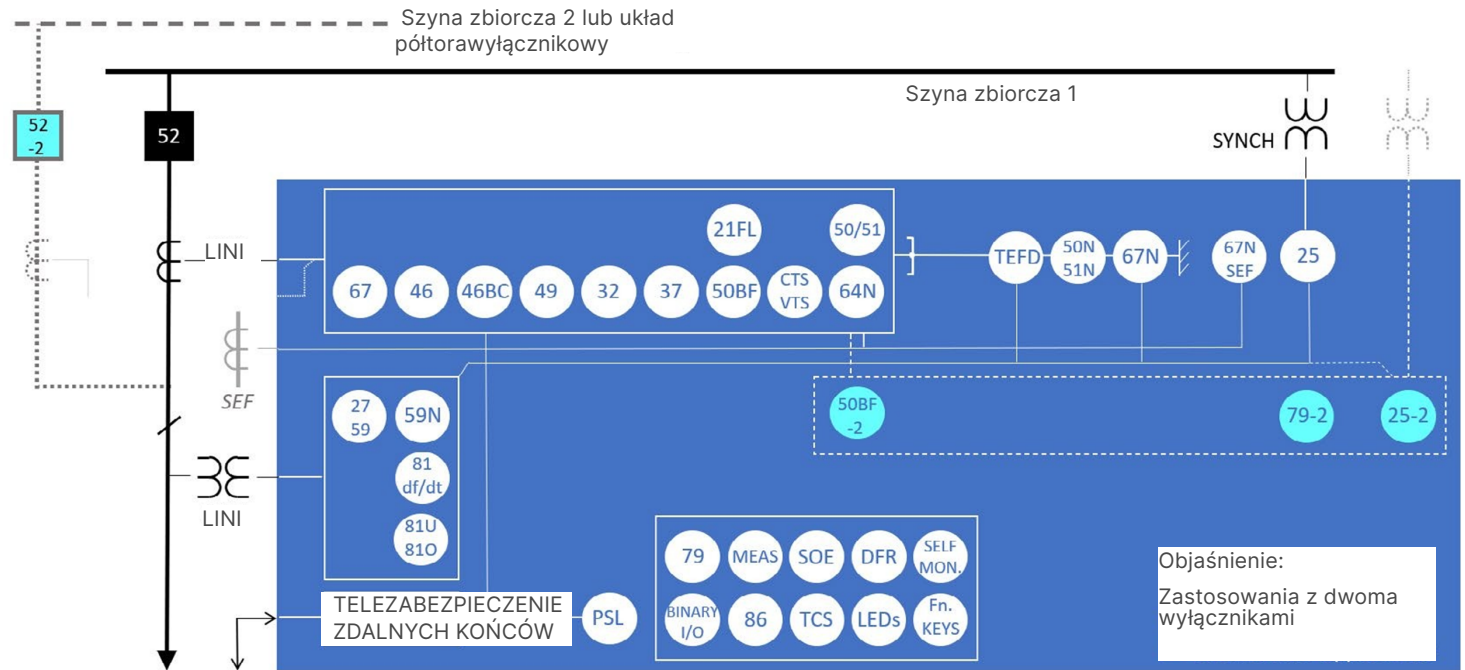 Szyna zbiorcza 2 lub układ
półtorawyłącznikowy
Szyna zbiorcza 1
52
-2
52
SYNCH
LINI
21FL
50/51
TEFD
50N
51N
67N
67N
SEF
25
67
46
46BC
49
32
37
50BF
CTS
VTS
64N
SEF
27
59
59N
50BF
-2
79-2
25-2
81
df/dt
LINI
81U
81O
79
MEAS
SOE
DFR
SELF
MON.
Objaśnienie:
Zastosowania z dwoma
wyłącznikami
TELEZABEZPIECZENIE
ZDALNYCH KOŃCÓW
PSL
BINARY
I/O
86
TCS
LEDs
Fn.
KEYS